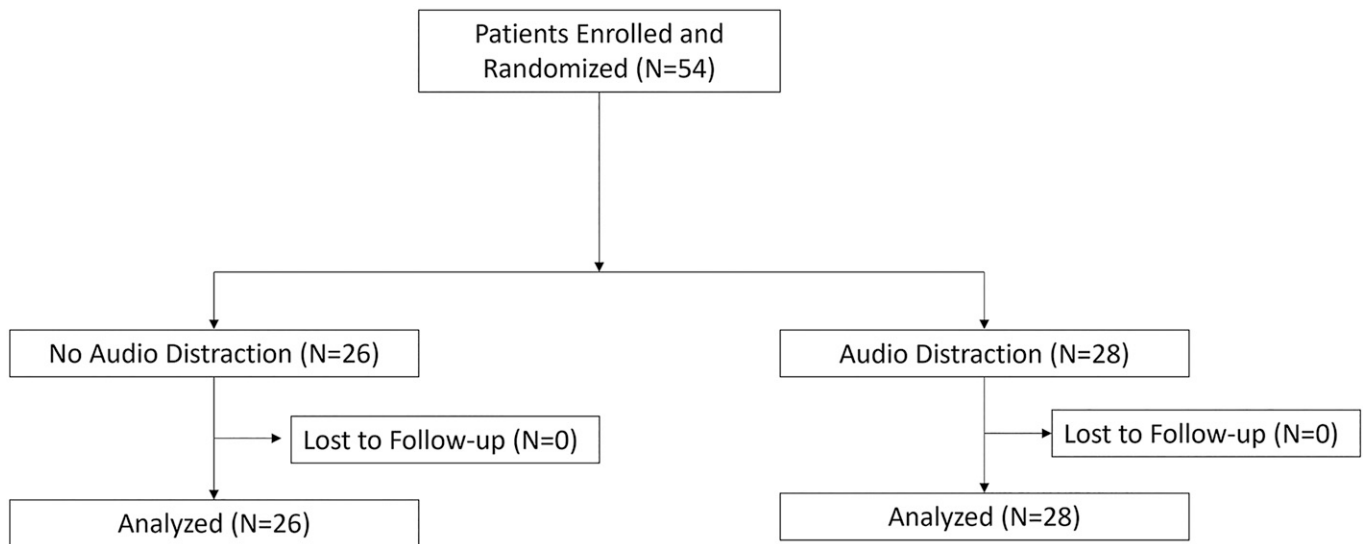 Patients Enrolled and
Randomized (N=54)
No Audio Distraction (N=26)
Audio Distraction (N=28)
Lost to Follow-up (N=0)
Lost to Follow-up (N=0)
Analyzed (N=26)
Analyzed (N=28)